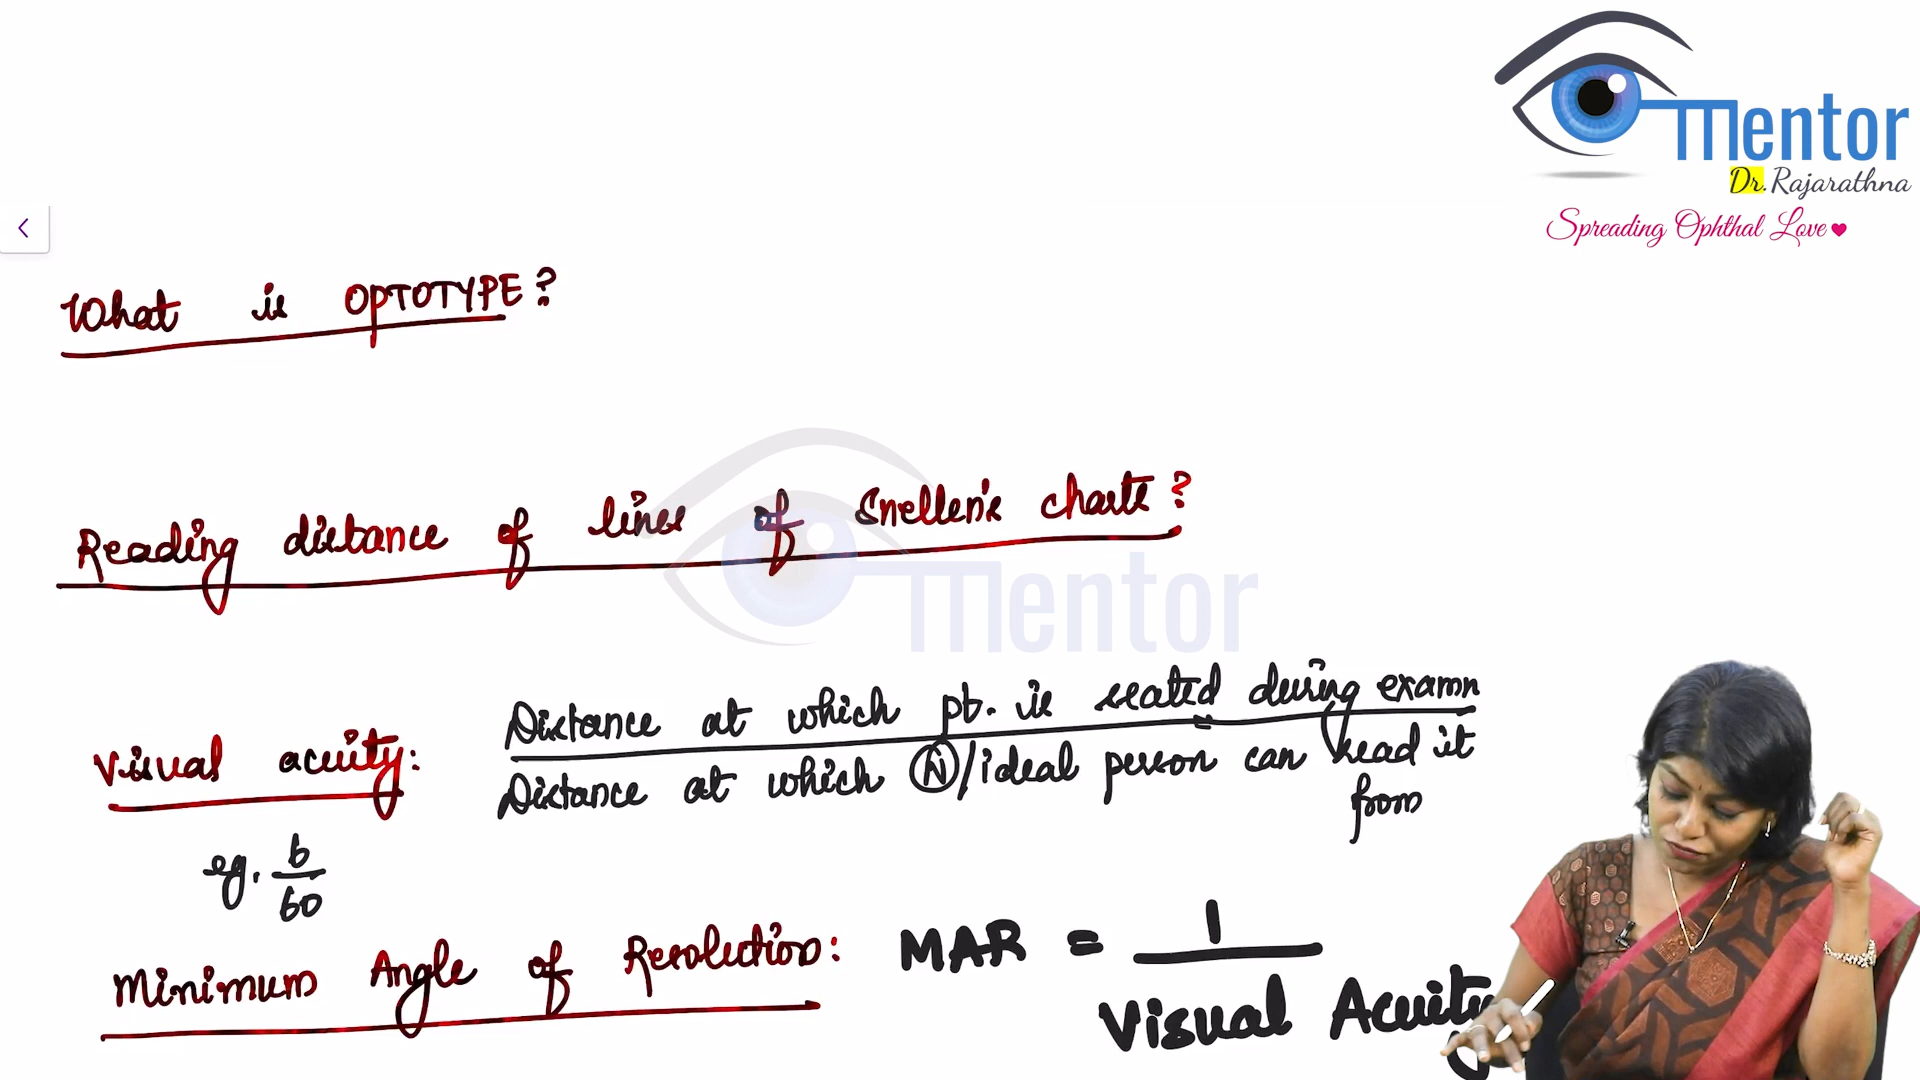 mentor
Dr. Rajarathna
Spreading Ophthal Love
What is OPTOTYPE?
Reading distance of lines of Snellen's charts?
mentor
Visual acuity: Distance at which pt. is seated during examn
Distance at which N/ideal person can read it
from
eg. 6
60
Minimum Angle of Resolution: MAR = 1
Visual Acuity